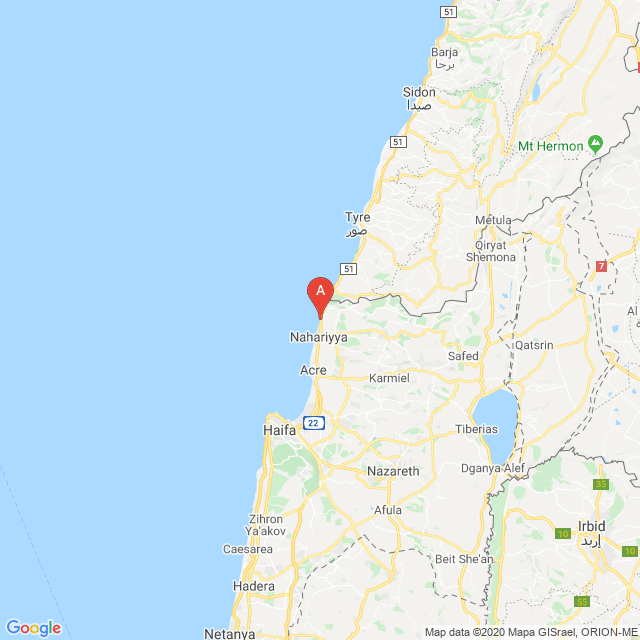 51
Barja
برجا
Sidon
صيدا
51
Mt Hermon
Tyre
صور
Metula
Qiryat
Shemona
51
7
A
Al
Nahariyya
Qatsrin
Safed
Acre
Karmiel
22
Haifa
Tiberias
Nazareth
Dganya Alef
35
Afula
Zihron
Ya'akov
Irbid
إربد
10
10
Caesarea
Beit She'an
Hadera
55
Netanya
Google
Map data ©2020 Mapa GISrael, ORION-ME